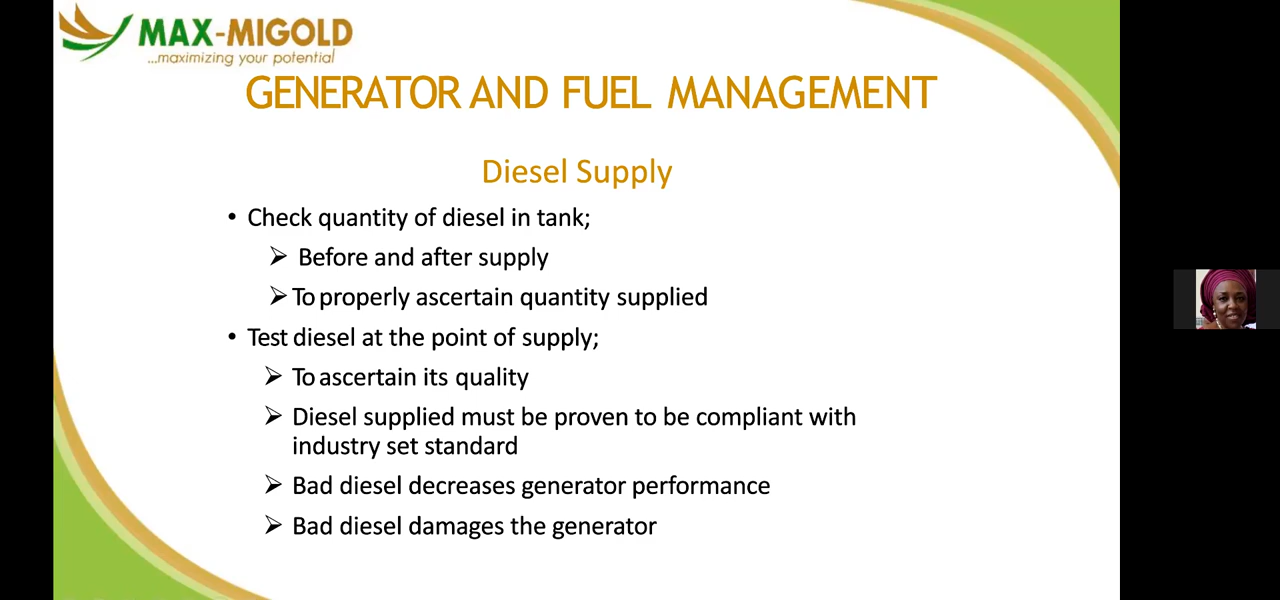 MAX-MIGOLD
...maximizing your potential
GENERATOR AND FUEL MANAGEMENT
Diesel Supply
• Check quantity of diesel in tank;
➢ Before and after supply
➢ To properly ascertain quantity supplied
• Test diesel at the point of supply;
➢ To ascertain its quality
➢ Diesel supplied must be proven to be compliant with
industry set standard
➢ Bad diesel decreases generator performance
➢ Bad diesel damages the generator